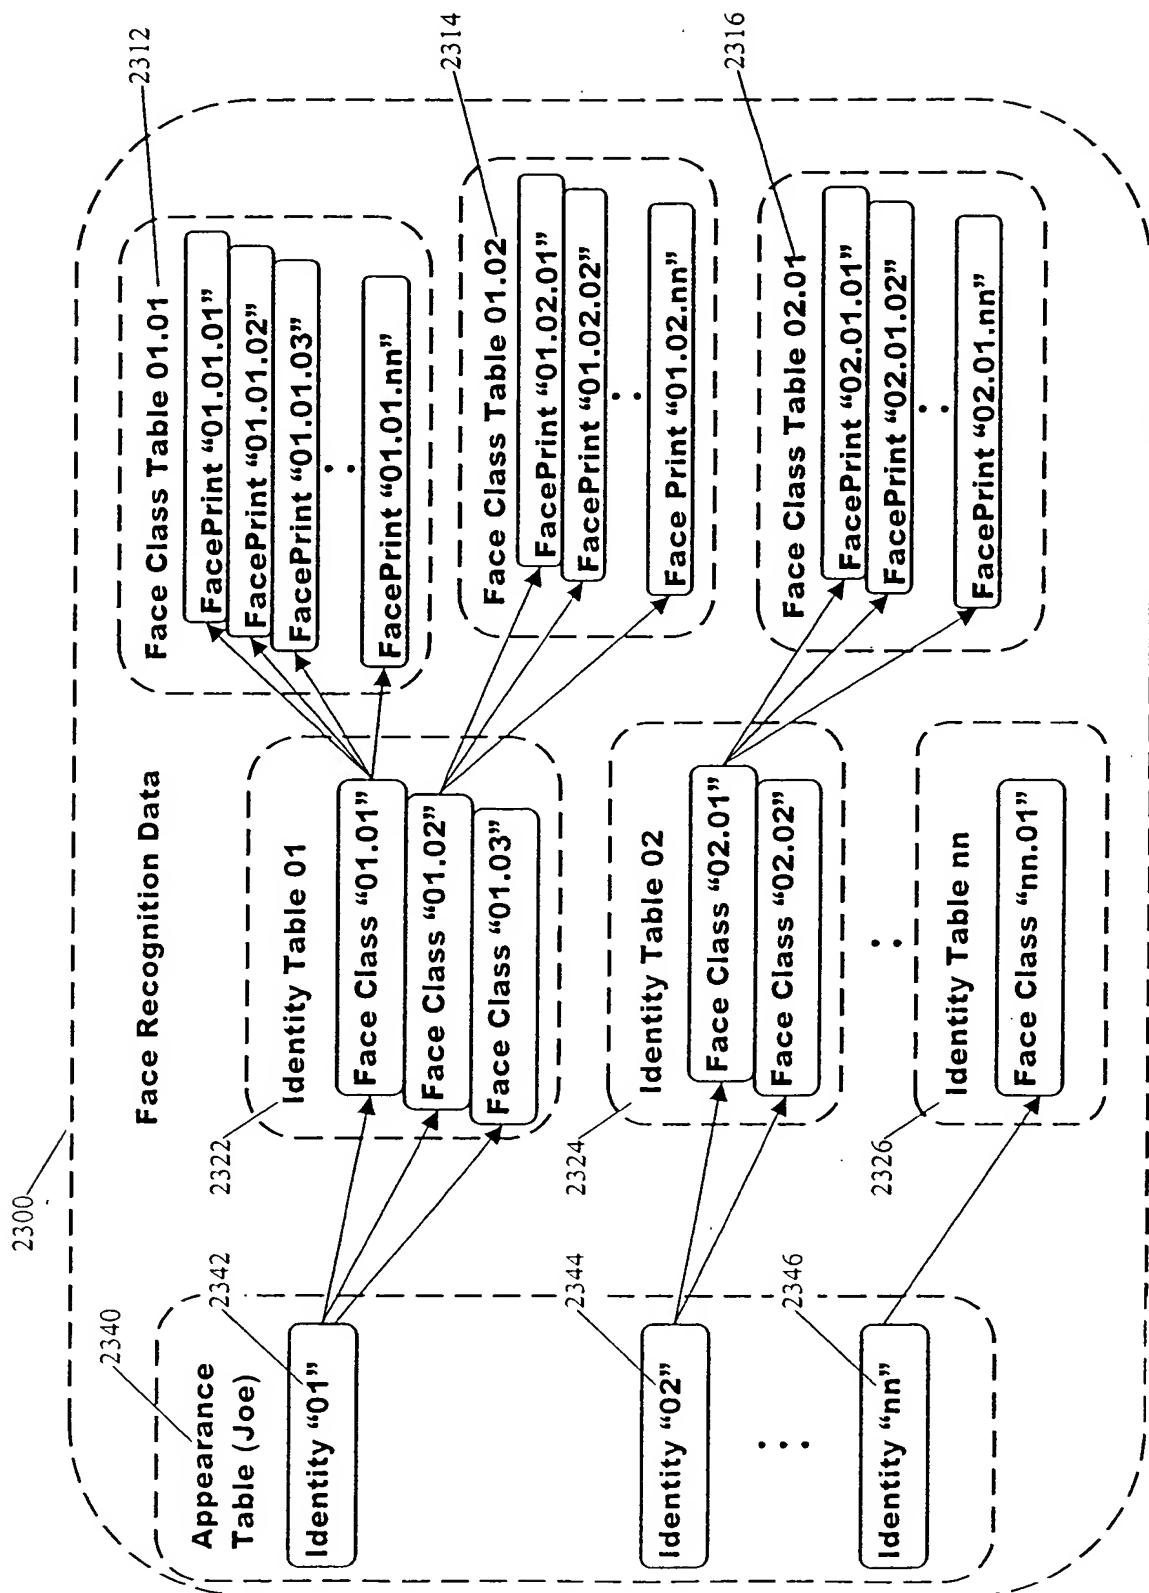 2300
Face Recognition Data
2340
Appearance
Table (Joe)
2342
Identity “01”
2344
Identity “02”
2346
Identity “nn”
2322
Identity Table 01
Face Class “01.01”
Face Class “01.02”
Face Class “01.03”
2324
Identity Table 02
Face Class “02.01”
Face Class “02.02”
2326
Identity Table nn
Face Class “nn.01”
2312
Face Class Table 01.01
FacePrint “01.01.01”
FacePrint “01.01.02”
FacePrint “01.01.03”
FacePrint “01.01.nn”
2314
Face Class Table 01.02
FacePrint “01.02.01”
FacePrint “01.02.02”
Face Print “01.02.nn”
2316
Face Class Table 02.01
FacePrint “02.01.01”
FacePrint “02.01.02”
FacePrint “02.01.nn”